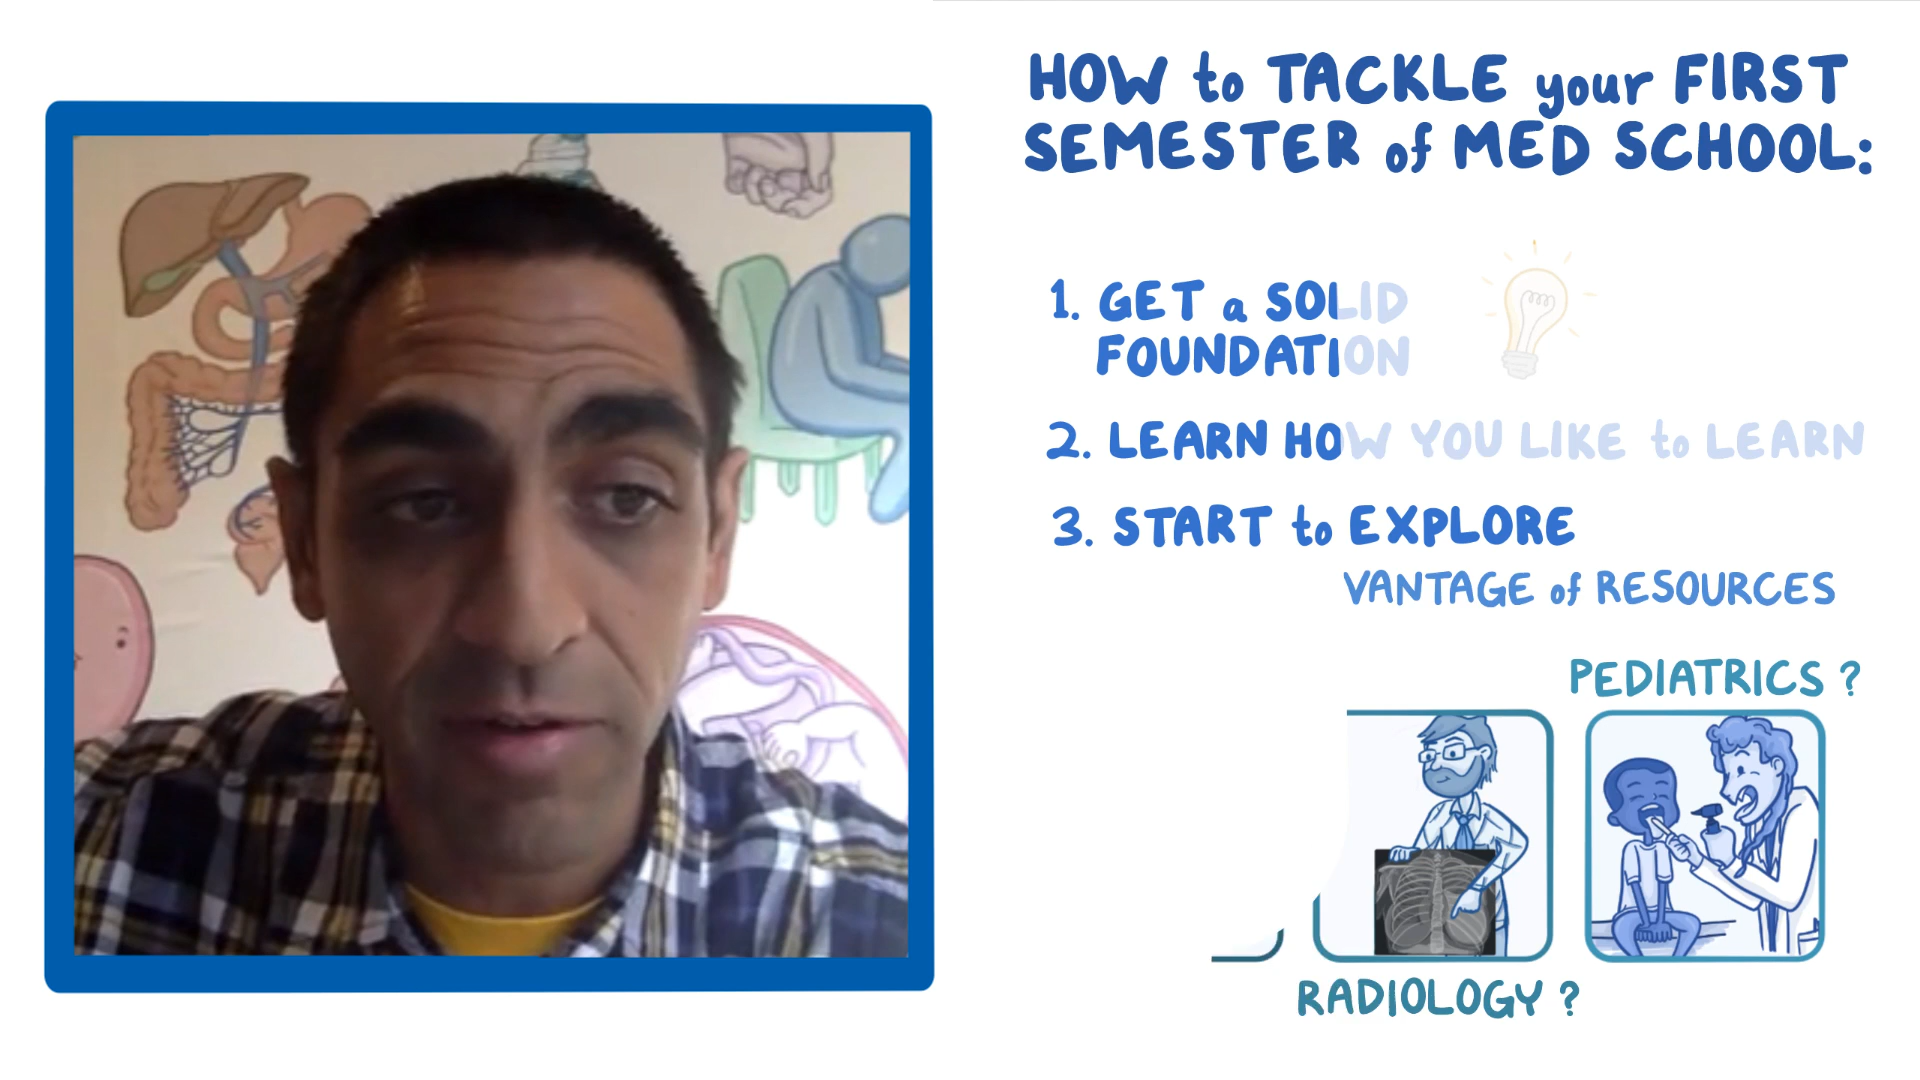 HOW to TACKLE your FIRST
SEMESTER of MED SCHOOL:
1. GET a SOLID
FOUNDATION
2. LEARN HOW YOU LIKE to LEARN
3. START to EXPLORE
VANTAGE of RESOURCES
PEDIATRICS ?
RADIOLOGY ?